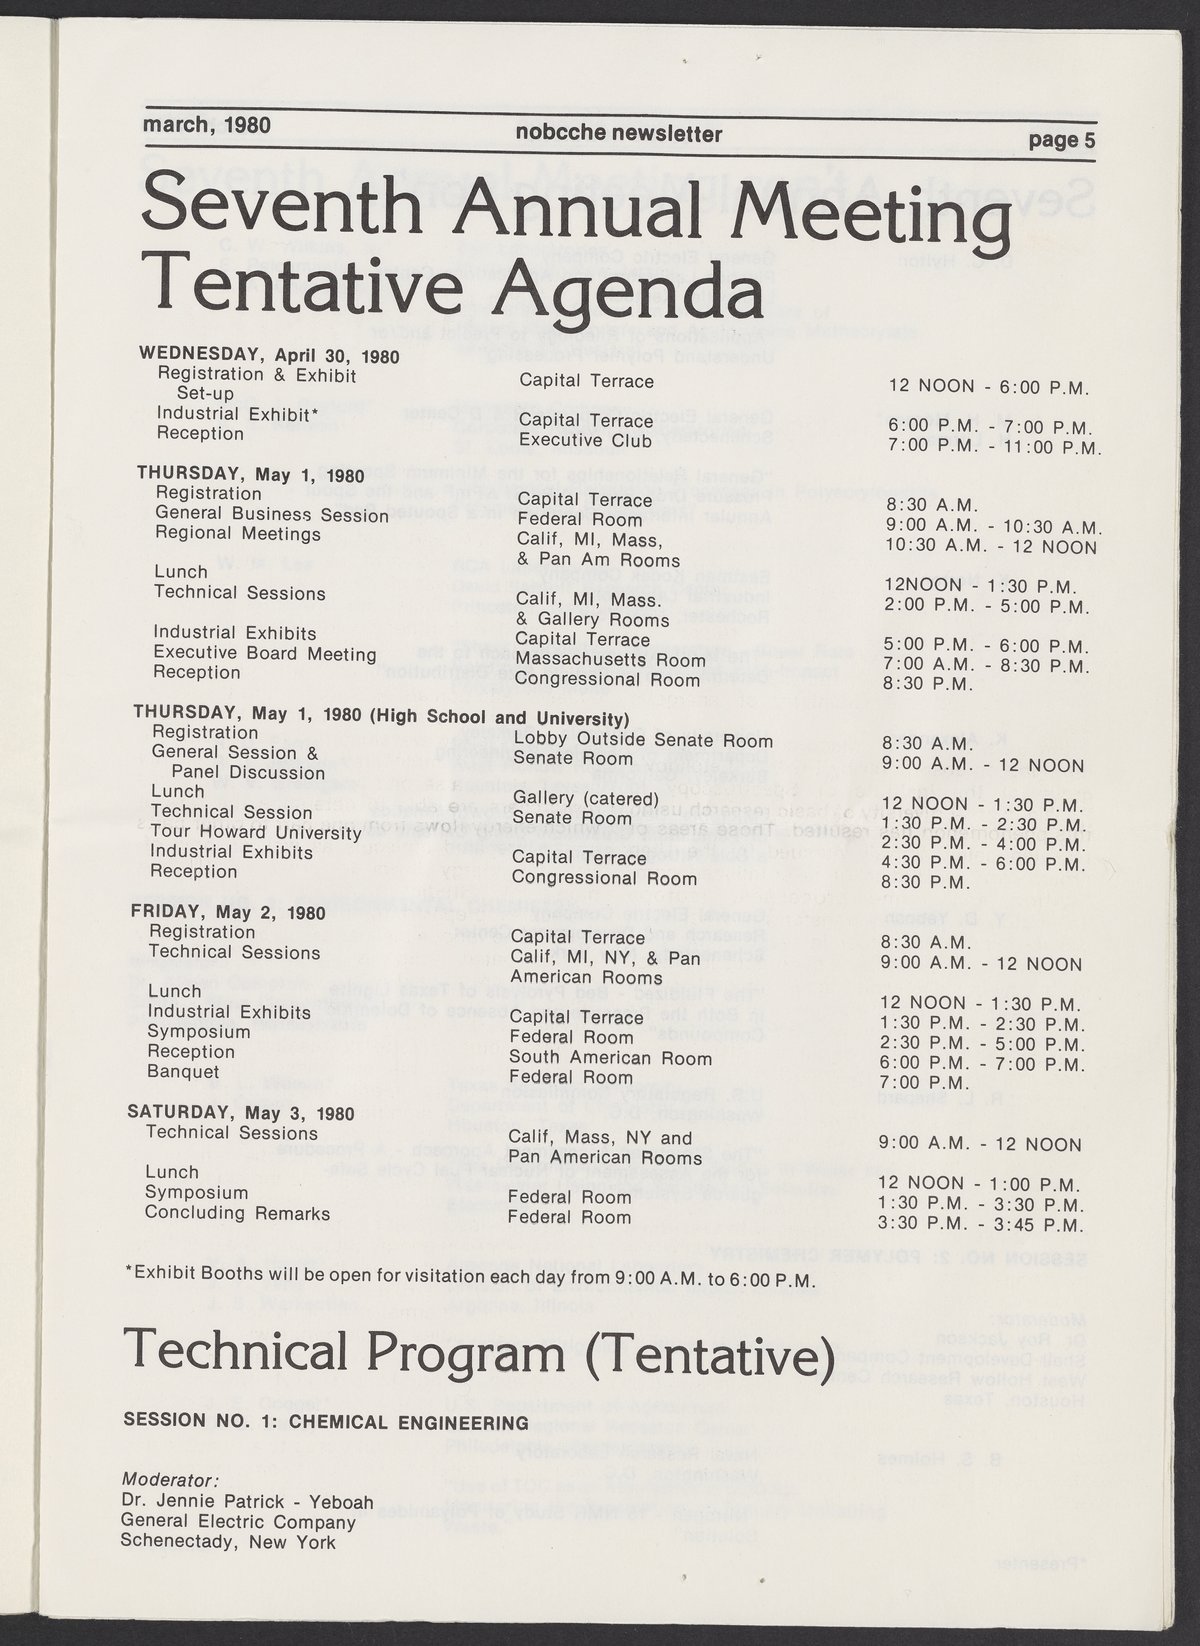 march, 1980 nobcche newsletter page 5
Seventh Annual Meeting
Tentative Agenda
WEDNESDAY, April 30, 1980
Registration & Exhibit Capital Terrace 12 NOON - 6:00 P.M.
Set-up
Industrial Exhibit* Capital Terrace 6:00 P.M. - 7:00 P.M.
Reception Executive Club 7:00 P.M. - 11:00 P.M.
THURSDAY, May 1, 1980
Registration Capital Terrace 8:30 A.M.
General Business Session Federal Room 9:00 A.M. - 10:30 A.M.
Regional Meetings Calif, MI, Mass, 10:30 A.M. - 12 NOON
& Pan Am Rooms
Lunch 12NOON - 1:30 P.M.
Technical Sessions Calif, MI, Mass. 2:00 P.M. - 5:00 P.M.
& Gallery Rooms
Industrial Exhibits Capital Terrace 5:00 P.M. - 6:00 P.M.
Executive Board Meeting Massachusetts Room 7:00 A.M. - 8:30 P.M.
Reception Congressional Room 8:30 P.M.
THURSDAY, May 1, 1980 (High School and University)
Registration Lobby Outside Senate Room 8:30 A.M.
General Session & Senate Room 9:00 A.M. - 12 NOON
Panel Discussion
Lunch Gallery (catered) 12 NOON - 1:30 P.M.
Technical Session Senate Room 1:30 P.M. - 2:30 P.M.
Tour Howard University 2:30 P.M. - 4:00 P.M.
Industrial Exhibits Capital Terrace 4:30 P.M. - 6:00 P.M.
Reception Congressional Room 8:30 P.M.
FRIDAY, May 2, 1980
Registration Capital Terrace 8:30 A.M.
Technical Sessions Calif, MI, NY, & Pan 9:00 A.M. - 12 NOON
American Rooms
Lunch 12 NOON - 1:30 P.M.
Industrial Exhibits Capital Terrace 1:30 P.M. - 2:30 P.M.
Symposium Federal Room 2:30 P.M. - 5:00 P.M.
Reception South American Room 6:00 P.M. - 7:00 P.M.
Banquet Federal Room 7:00 P.M.
SATURDAY, May 3, 1980
Technical Sessions Calif, Mass, NY and 9:00 A.M. - 12 NOON
Pan American Rooms
Lunch 12 NOON - 1:00 P.M.
Symposium Federal Room 1:30 P.M. - 3:30 P.M.
Concluding Remarks Federal Room 3:30 P.M. - 3:45 P.M.
*Exhibit Booths will be open for visitation each day from 9:00 A.M. to 6:00 P.M.
Technical Program (Tentative)
SESSION NO. 1: CHEMICAL ENGINEERING
Moderator:
Dr. Jennie Patrick - Yeboah
General Electric Company
Schenectady, New York